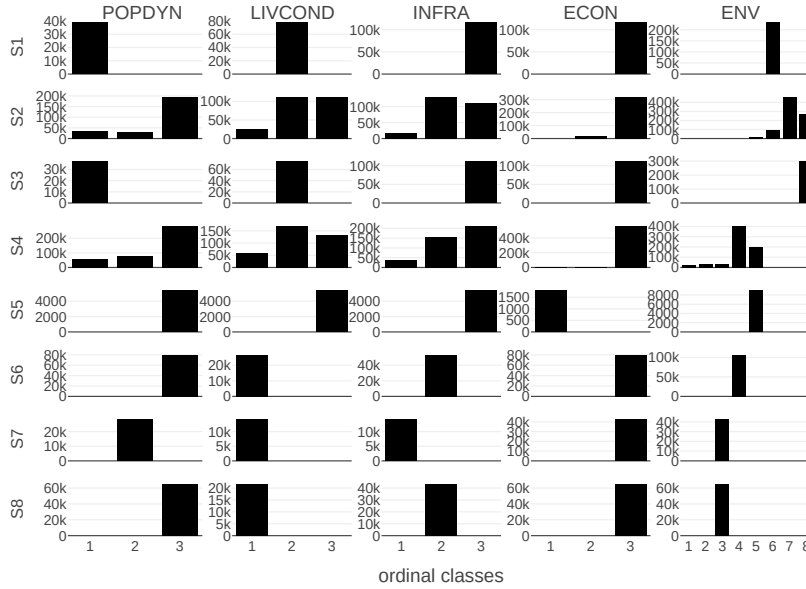 POPDYN LIVCOND INFRA ECON ENV
S1
40k 30k 20k 10k 0
80k 60k 40k 20k 0
100k 50k 0
100k 50k 0
200k 150k 100k 50k 0
S2
200k 150k 100k 50k 0
100k 50k 0
100k 50k 0
300k 200k 100k 0
400k 300k 200k 100k 0
S3
30k 20k 10k 0
60k 40k 20k 0
100k 50k 0
100k 50k 0
300k 200k 100k 0
S4
200k 100k 0
150k 100k 50k 0
200k 150k 100k 50k 0
400k 200k 0
400k 300k 200k 100k 0
S5
4000 2000 0
4000 2000 0
4000 2000 0
1500 1000 500 0
8000 6000 4000 2000 0
S6
80k 60k 40k 20k 0
20k 10k 0
40k 20k 0
80k 60k 40k 20k 0
100k 50k 0
S7
20k 10k 0
10k 5k 0
10k 5k 0
40k 30k 20k 10k 0
40k 30k 20k 10k 0
S8
60k 40k 20k 0
20k 15k 10k 5k 0
40k 30k 20k 10k 0
60k 40k 20k 0
60k 40k 20k 0
1 2 3 1 2 3 1 2 3 1 2 3 1 2 3 4 5 6 7 8
ordinal classes